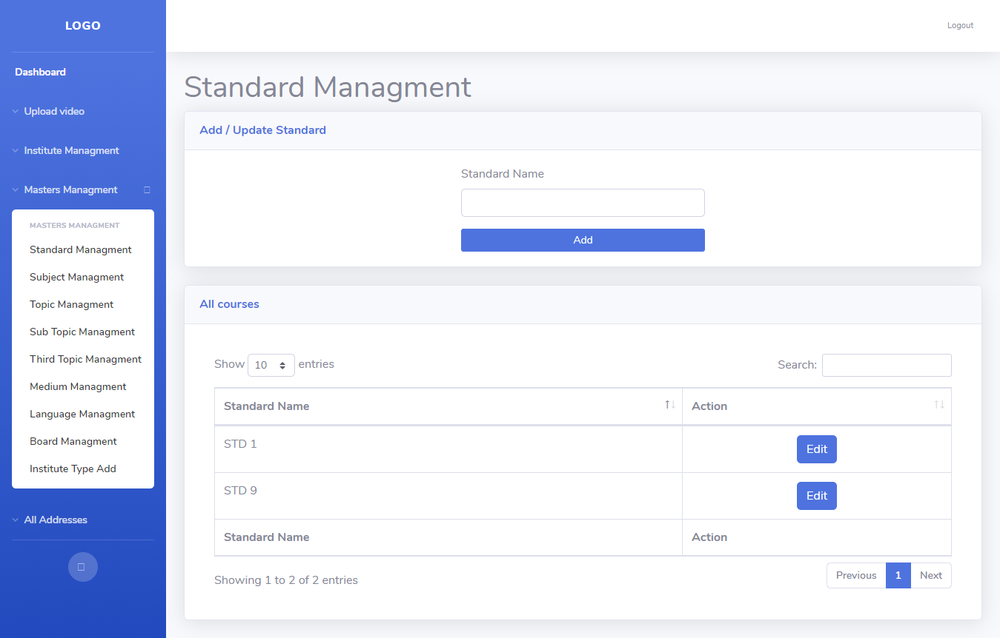 LOGO
Dashboard
Upload video
Institute Managment
Masters Managment
MASTERS MANAGMENT
Standard Managment
Subject Managment
Topic Managment
Sub Topic Managment
Third Topic Managment
Medium Managment
Language Managment
Board Managment
Institute Type Add
All Addresses
Logout
Standard Managment
Add / Update Standard
Standard Name
Add
All courses
Show 10 entries Search:
Standard Name Action
STD 1 Edit
STD 9 Edit
Standard Name Action
Showing 1 to 2 of 2 entries Previous 1 Next